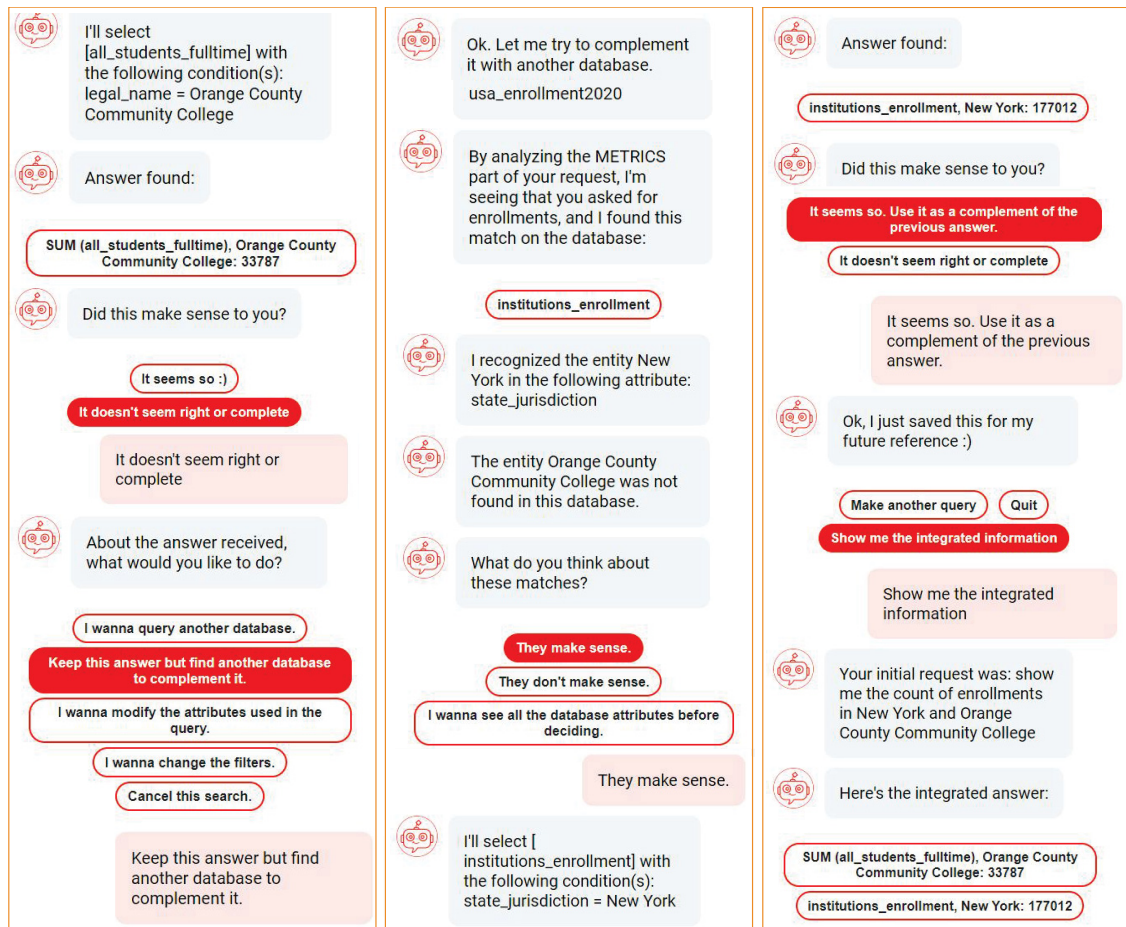 I'll select
[all_students_fulltime] with
the following condition(s):
legal_name = Orange County
Community College
Answer found:
SUM (all_students_fulltime), Orange County
Community College: 33787
Did this make sense to you?
It seems so :)
It doesn't seem right or complete
It doesn't seem right or
complete
About the answer received,
what would you like to do?
I wanna query another database.
Keep this answer but find another database
to complement it.
I wanna modify the attributes used in the
query.
I wanna change the filters.
Cancel this search.
Keep this answer but find
another database to
complement it.
Ok. Let me try to complement
it with another database.
usa_enrollment2020
By analyzing the METRICS
part of your request, I'm
seeing that you asked for
enrollments, and I found this
match on the database:
institutions_enrollment
I recognized the entity New
York in the following attribute:
state_jurisdiction
The entity Orange County
Community College was not
found in this database.
What do you think about
these matches?
They make sense.
They don't make sense.
I wanna see all the database attributes before
deciding.
They make sense.
I'll select [
institutions_enrollment] with
the following condition(s):
state_jurisdiction = New York
Answer found:
institutions_enrollment, New York: 177012
Did this make sense to you?
It seems so. Use it as a complement of the
previous answer.
It doesn't seem right or complete
It seems so. Use it as a
complement of the previous
answer.
Ok, I just saved this for my
future reference :)
Make another query
Quit
Show me the integrated information
Show me the integrated
information
Your initial request was: show
me the count of enrollments
in New York and Orange
County Community College
Here's the integrated answer:
SUM (all_students_fulltime), Orange County
Community College: 33787
institutions_enrollment, New York: 177012